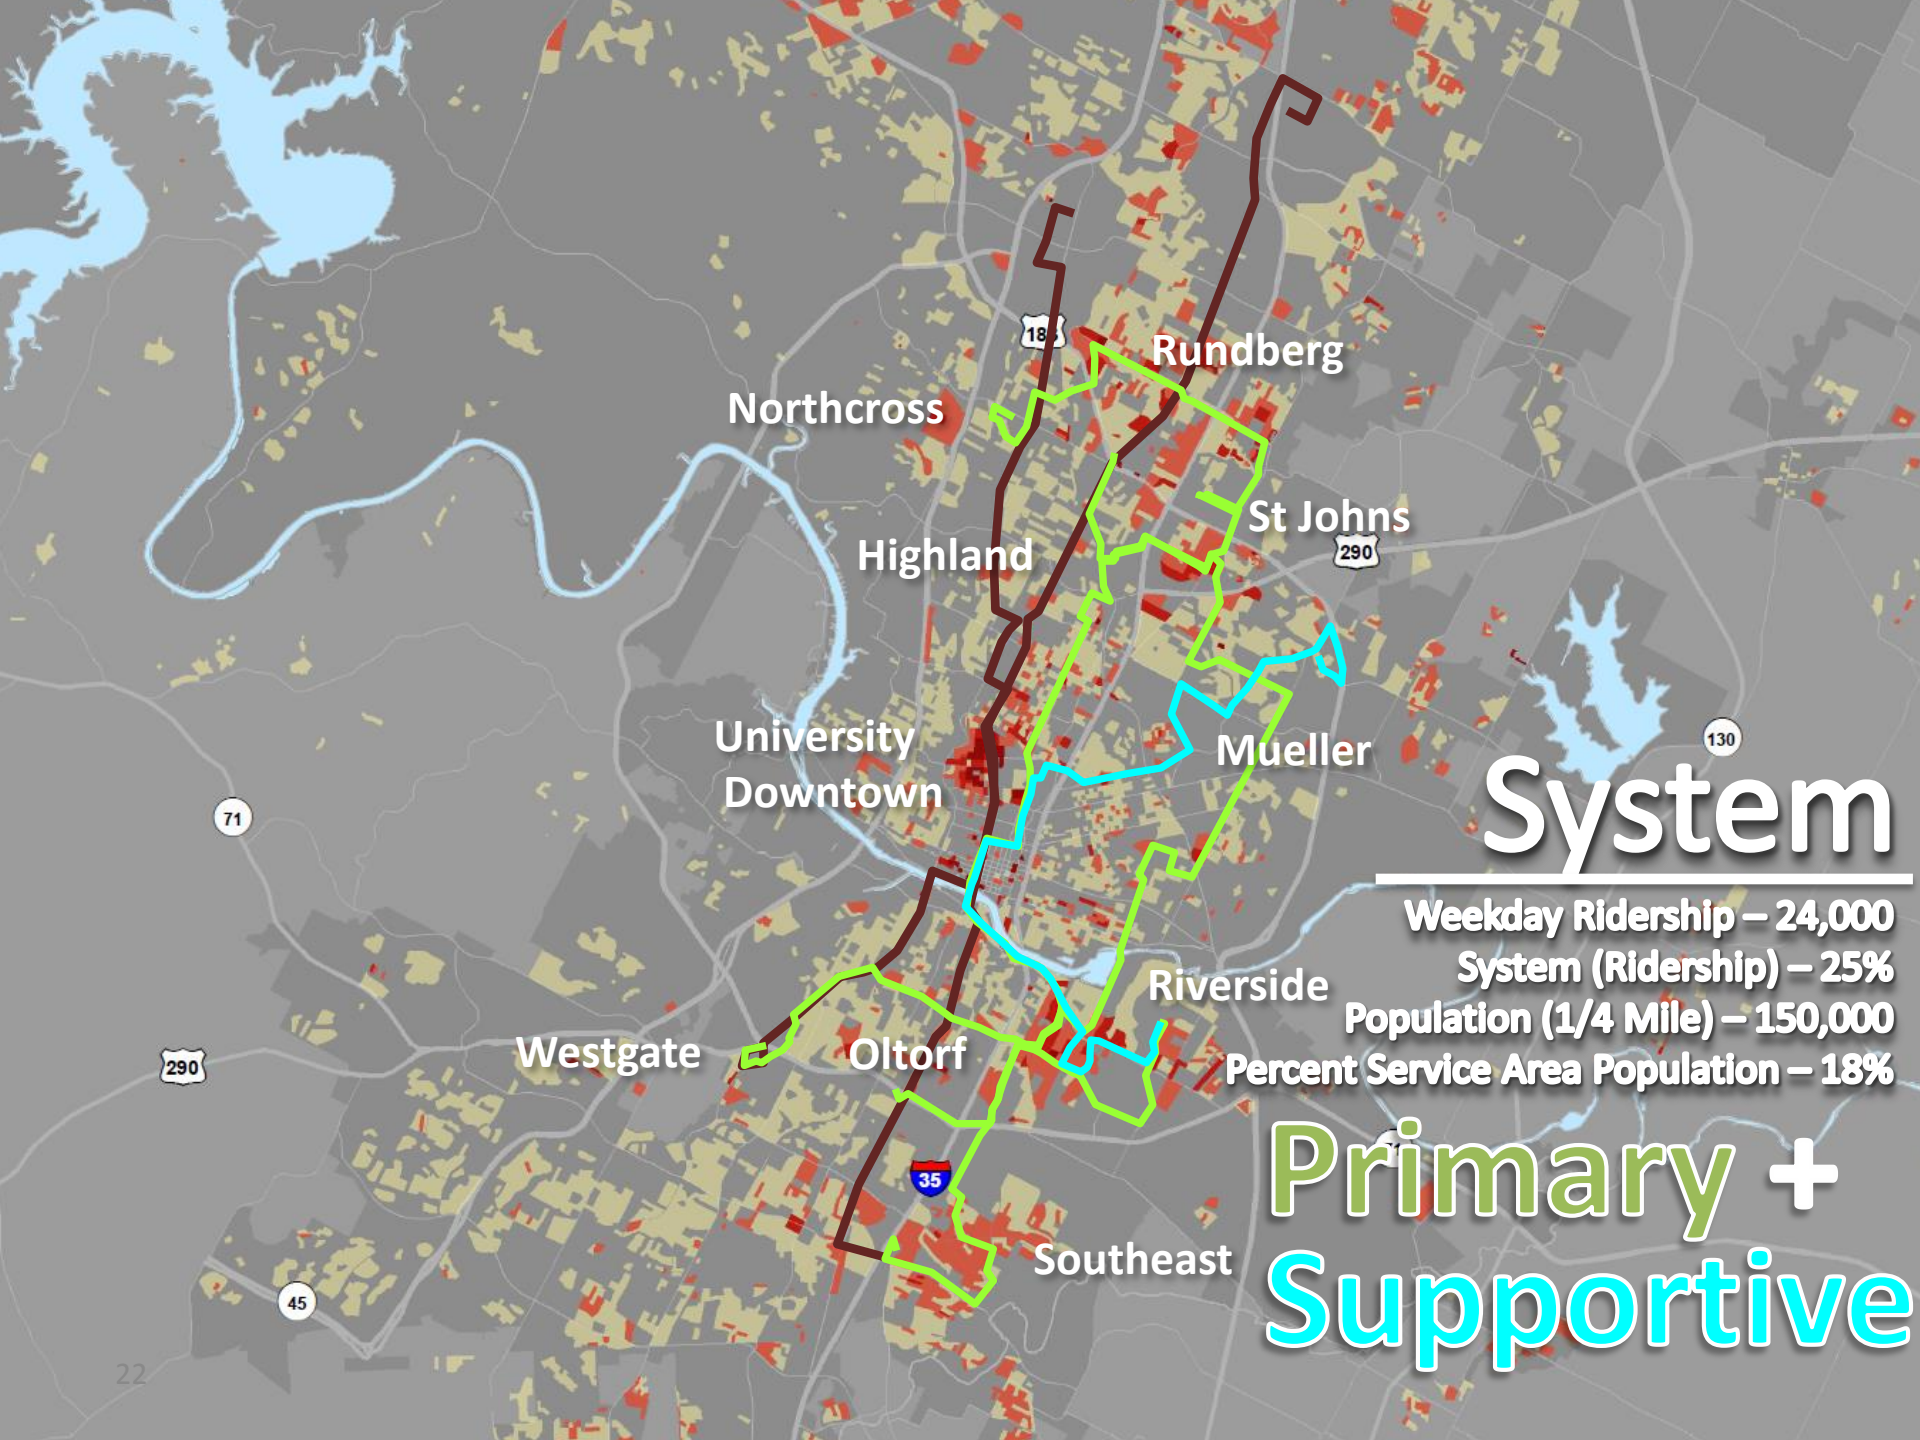 183
Rundberg
Northcross
St Johns
290
Highland
University
Downtown
Mueller
130
71
System
Weekday Ridership – 24,000
System (Ridership) – 25%
Population (1/4 Mile) – 150,000
Percent Service Area Population – 18%
Riverside
Westgate
Oltorf
290
Primary +
Supportive
35
Southeast
45
22